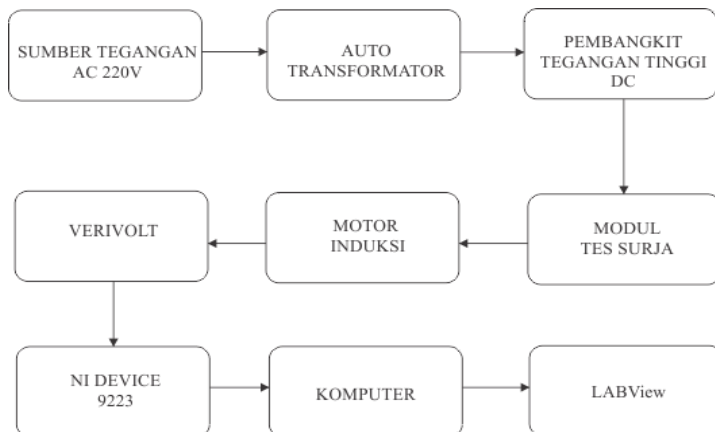 SUMBER TEGANGAN
AC 220V
AUTO
TRANSFORMATOR
PEMBANGKIT
TEGANGAN TINGGI
DC
VERIVOLT
MOTOR
INDUKSI
MODUL
TES SURJA
NI DEVICE
9223
KOMPUTER
LABView